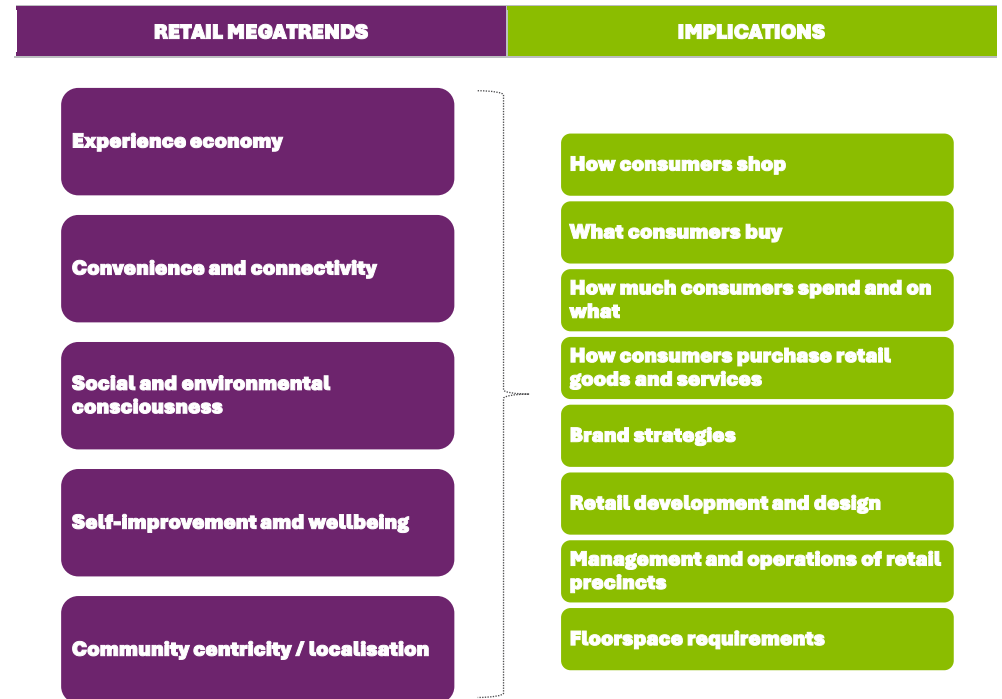 RETAIL MEGATRENDS
IMPLICATIONS
Experience economy
Convenience and connectivity
Social and environmental
consciousness
Self-improvement amd wellbeing
Community centricity / localisation
How consumers shop
What consumers buy
How much consumers spend and on
what
How consumers purchase retail
goods and services
Brand strategies
Retail development and design
Management and operations of retail
precincts
Floorspace requirements